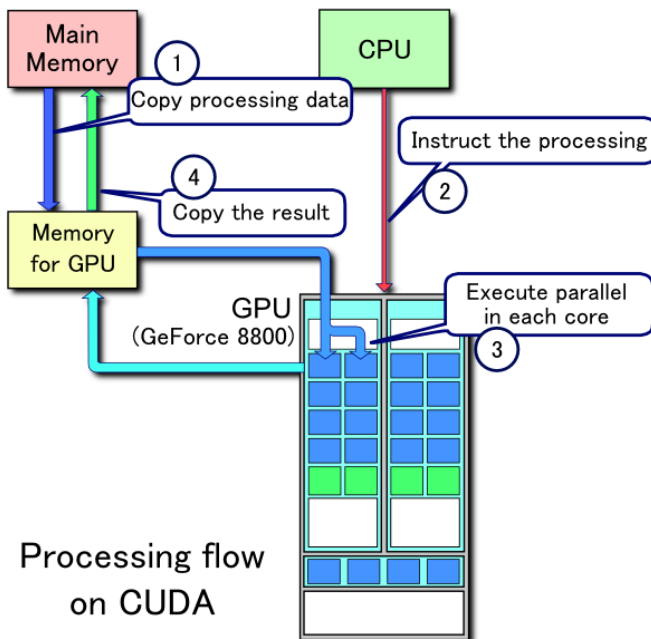 Main
Memory
CPU
1
Copy processing data
Instruct the processing
2
4
Copy the result
Memory
for GPU
GPU
(GeForce 8800)
Execute parallel
in each core
3
Processing flow
on CUDA